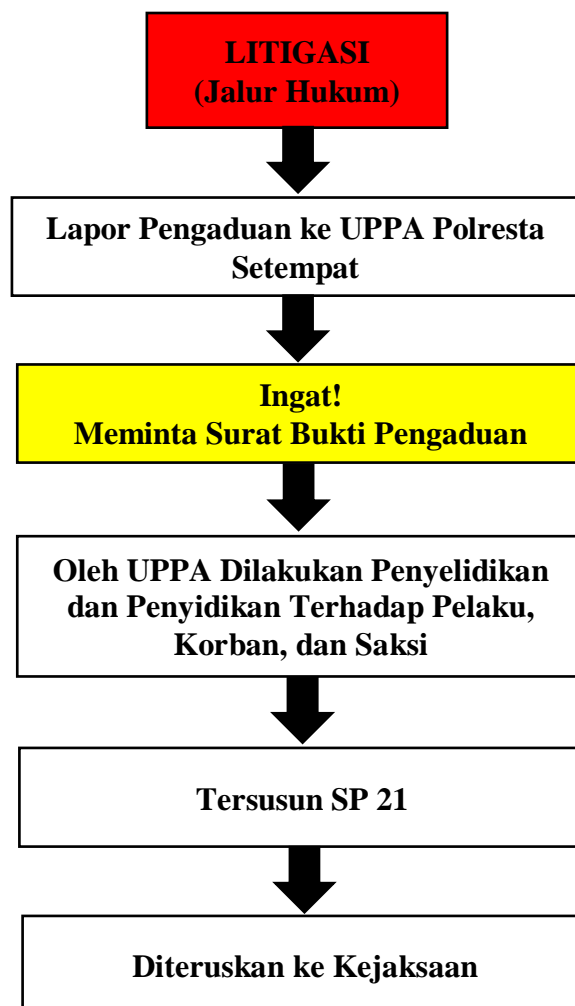 LITIGASI
(Jalur Hukum)
Lapor Pengaduan ke UPPA Polresta
Setempat
Ingat!
Meminta Surat Bukti Pengaduan
Oleh UPPA Dilakukan Penyelidikan
dan Penyidikan Terhadap Pelaku,
Korban, dan Saksi
Tersusun SP 21
Diteruskan ke Kejaksaan